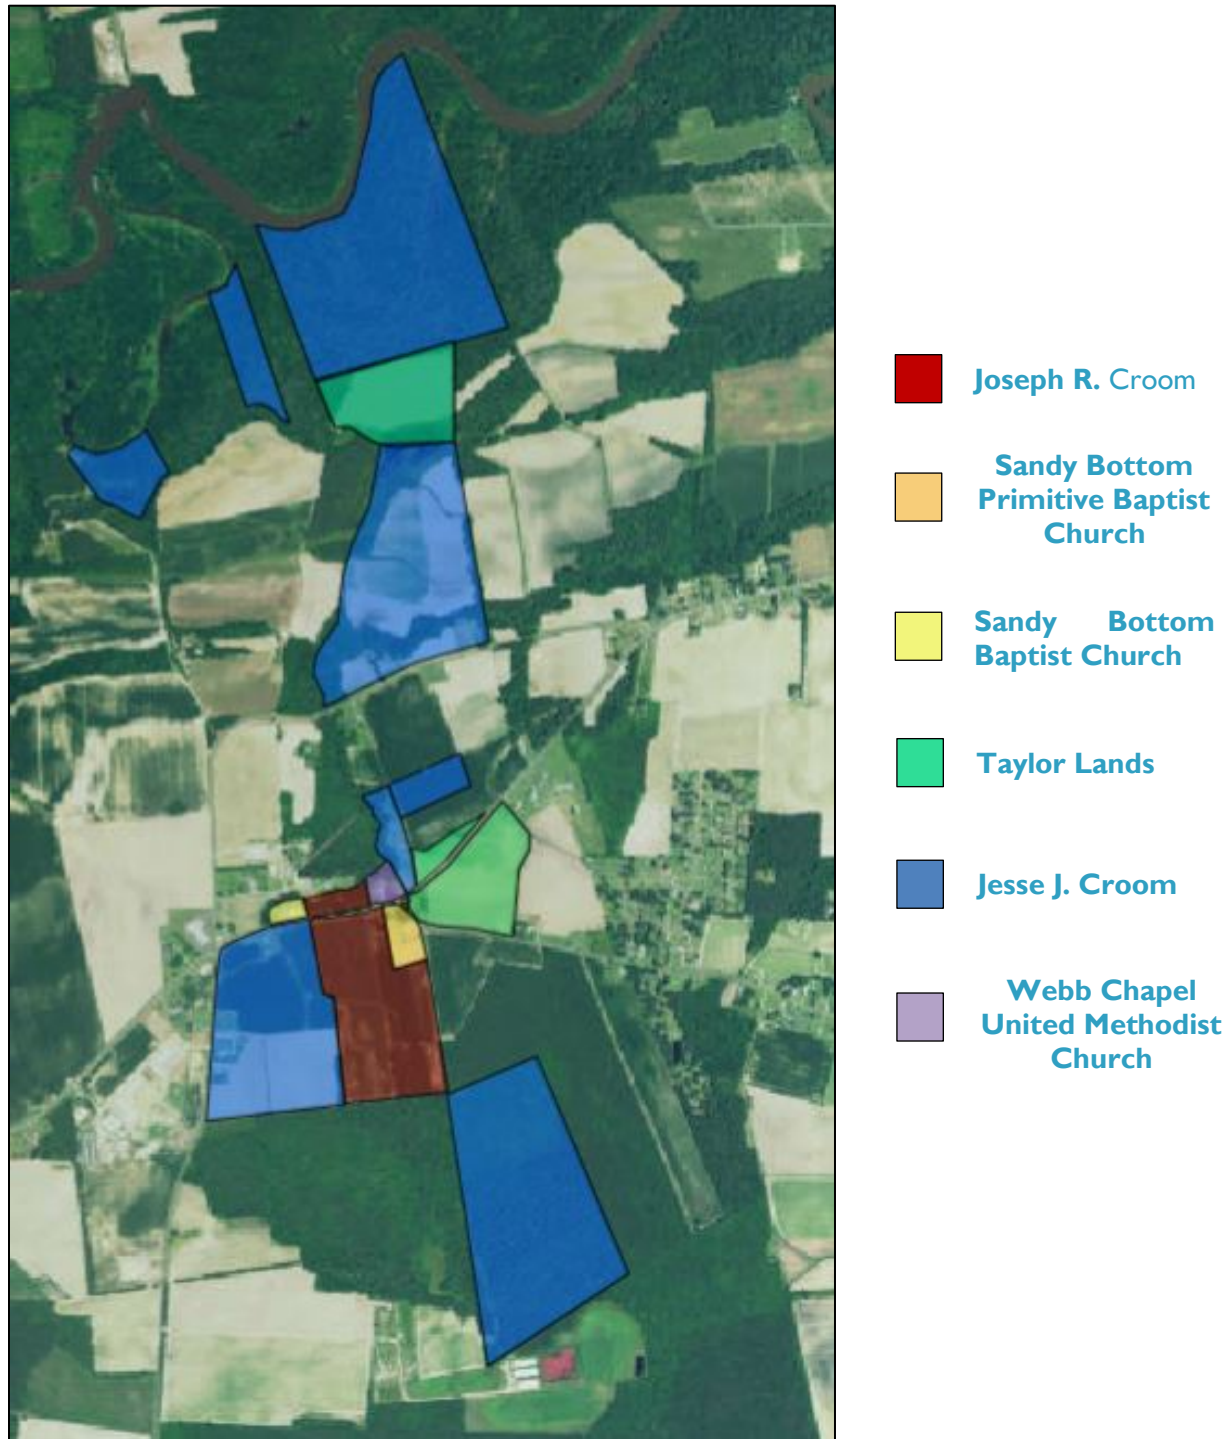 Joseph R. Croom
Sandy Bottom
Primitive Baptist
Church
Sandy Bottom
Baptist Church
Taylor Lands
Jesse J. Croom
Webb Chapel
United Methodist
Church